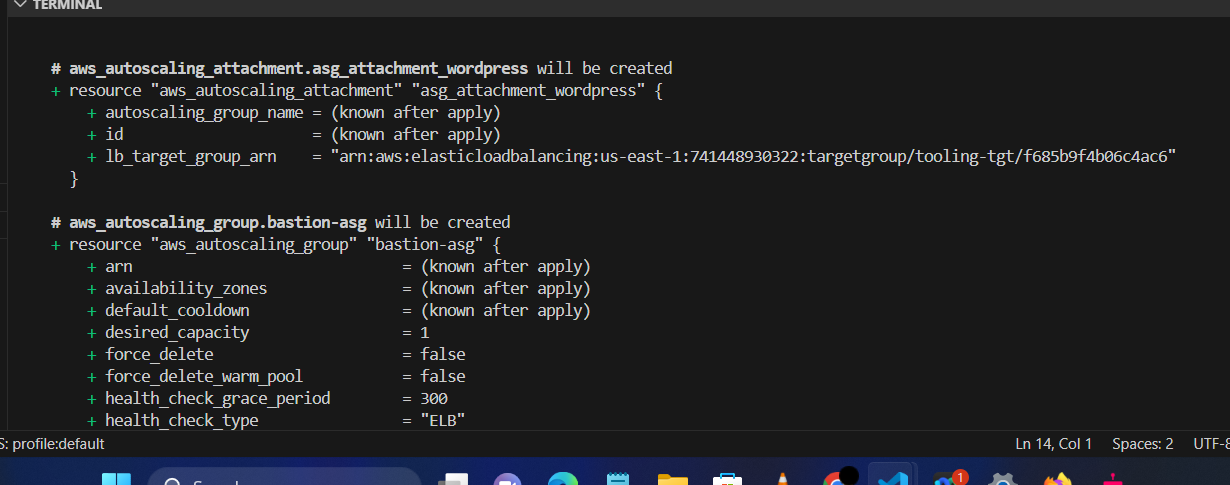 TERMINAL
# aws_autoscaling_attachment.asg_attachment_wordpress will be created
+ resource "aws_autoscaling_attachment" "asg_attachment_wordpress" {
+ autoscaling_group_name = (known after apply)
+ id = (known after apply)
+ lb_target_group_arn = "arn:aws:elasticloadbalancing:us-east-1:741448930322:targetgroup/tooling-tgt/f685b9f4b06c4ac6"
}
# aws_autoscaling_group.bastion-asg will be created
+ resource "aws_autoscaling_group" "bastion-asg" {
+ arn = (known after apply)
+ availability_zones = (known after apply)
+ default_cooldown = (known after apply)
+ desired_capacity = 1
+ force_delete = false
+ force_delete_warm_pool = false
+ health_check_grace_period = 300
+ health_check_type = "ELB"
S: profile:default Ln 14, Col 1 Spaces: 2 UTF-8
1